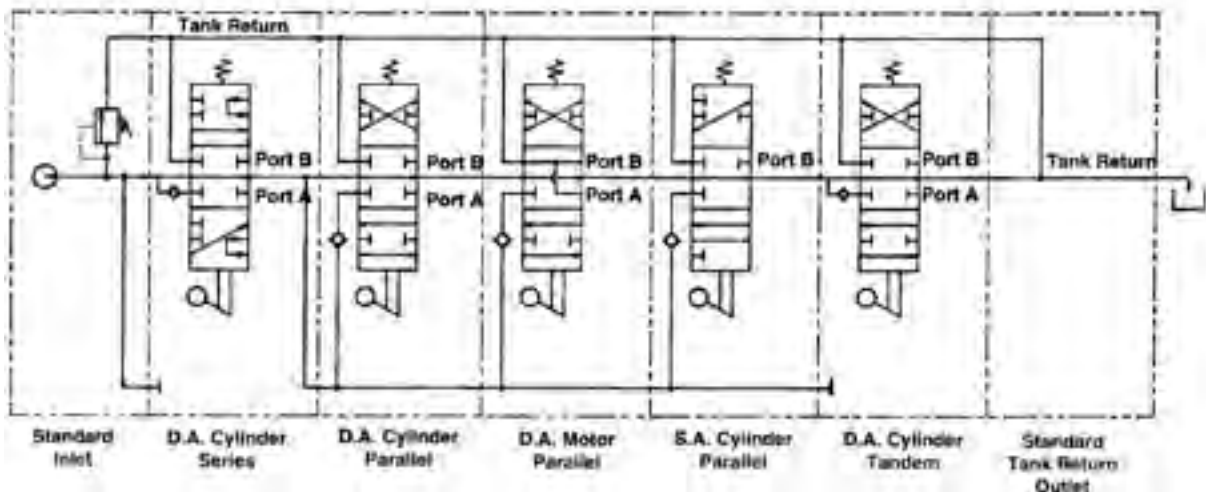 Tank Return
Port B
Port A
Port B
Port A
Port B
Port A
Port B
Port B
Port A
Tank Return
Standard
Inlet
D.A. Cylinder
Series
D.A. Cylinder
Parallel
D.A. Motor
Parallel
S.A. Cylinder
Parallel
D.A. Cylinder
Tandem
Standard
Tank Return
Outlet